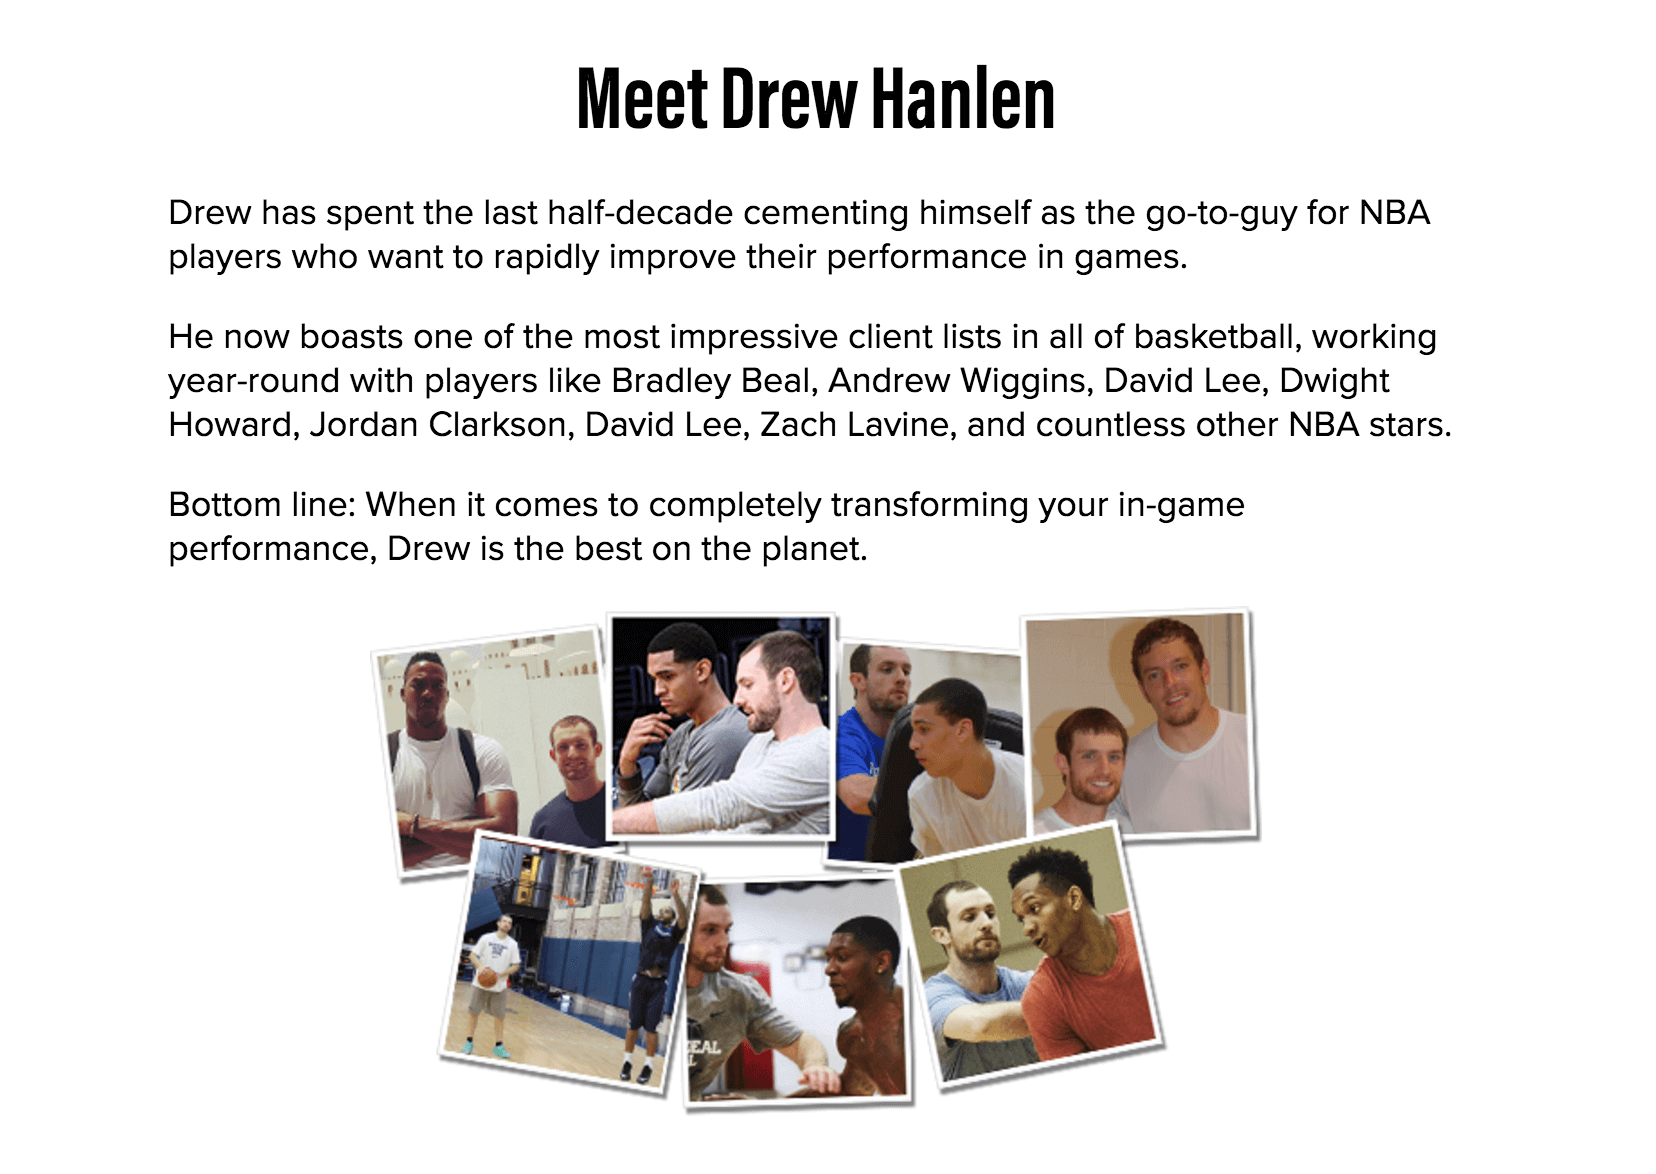 Meet Drew Hanlen
Drew has spent the last half-decade cementing himself as the go-to-guy for NBA
players who want to rapidly improve their performance in games.
He now boasts one of the most impressive client lists in all of basketball, working
year-round with players like Bradley Beal, Andrew Wiggins, David Lee, Dwight
Howard, Jordan Clarkson, David Lee, Zach Lavine, and countless other NBA stars.
Bottom line: When it comes to completely transforming your in-game
performance, Drew is the best on the planet.